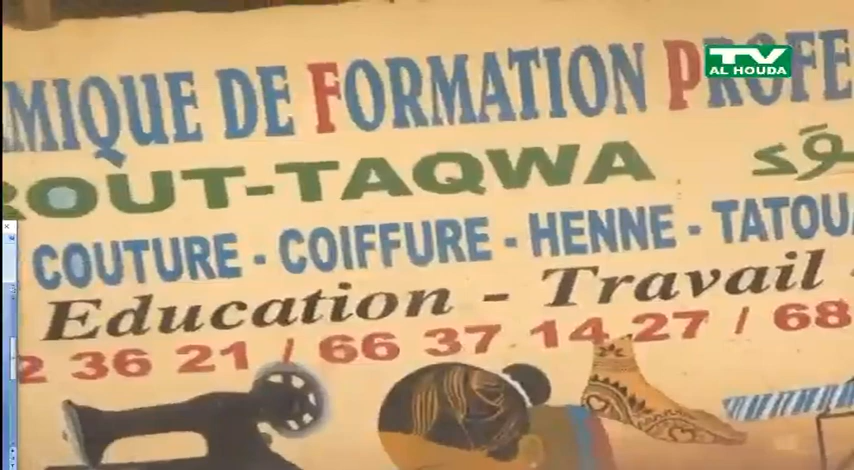 TV
AL HOUDA
MIQUE DE FORMATION PROFE
ROUT-TAQWA
COUTURE - COIFFURE - HENNE - TATOUA
Education - Travail -
2 36 21 / 66 37 14 27 / 68